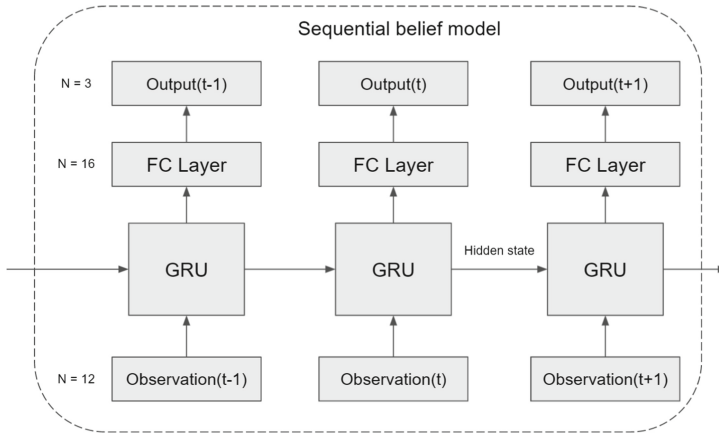 Sequential belief model
N = 3
Output(t-1)
Output(t)
Output(t+1)
N = 16
FC Layer
FC Layer
FC Layer
GRU
GRU
Hidden state
GRU
N = 12
Observation(t-1)
Observation(t)
Observation(t+1)